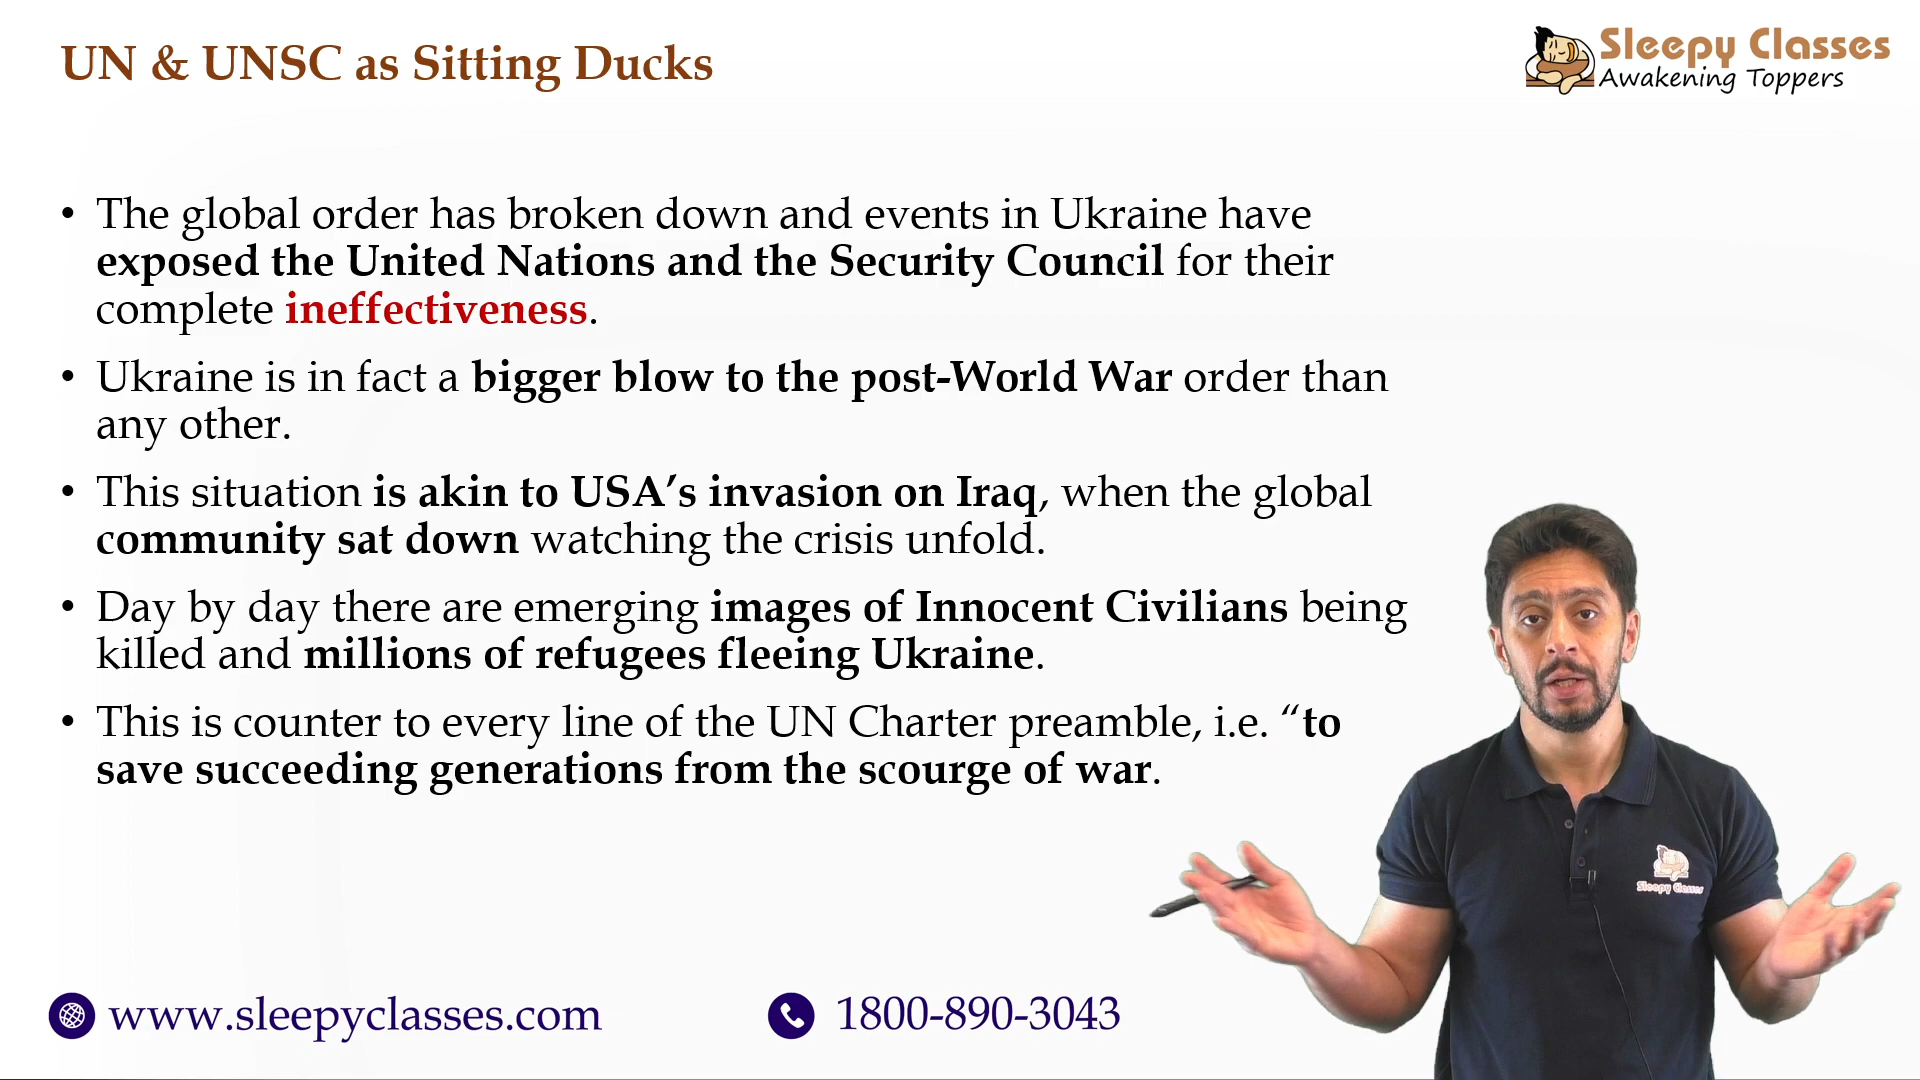 UN & UNSC as Sitting Ducks
Sleepy Classes
Awakening Toppers
• The global order has broken down and events in Ukraine have
exposed the United Nations and the Security Council for their
complete ineffectiveness.
• Ukraine is in fact a bigger blow to the post-World War order than
any other.
• This situation is akin to USA’s invasion on Iraq, when the global
community sat down watching the crisis unfold.
• Day by day there are emerging images of Innocent Civilians being
killed and millions of refugees fleeing Ukraine.
• This is counter to every line of the UN Charter preamble, i.e. “to
save succeeding generations from the scourge of war.
Sleepy Classes
www.sleepyclasses.com
1800-890-3043